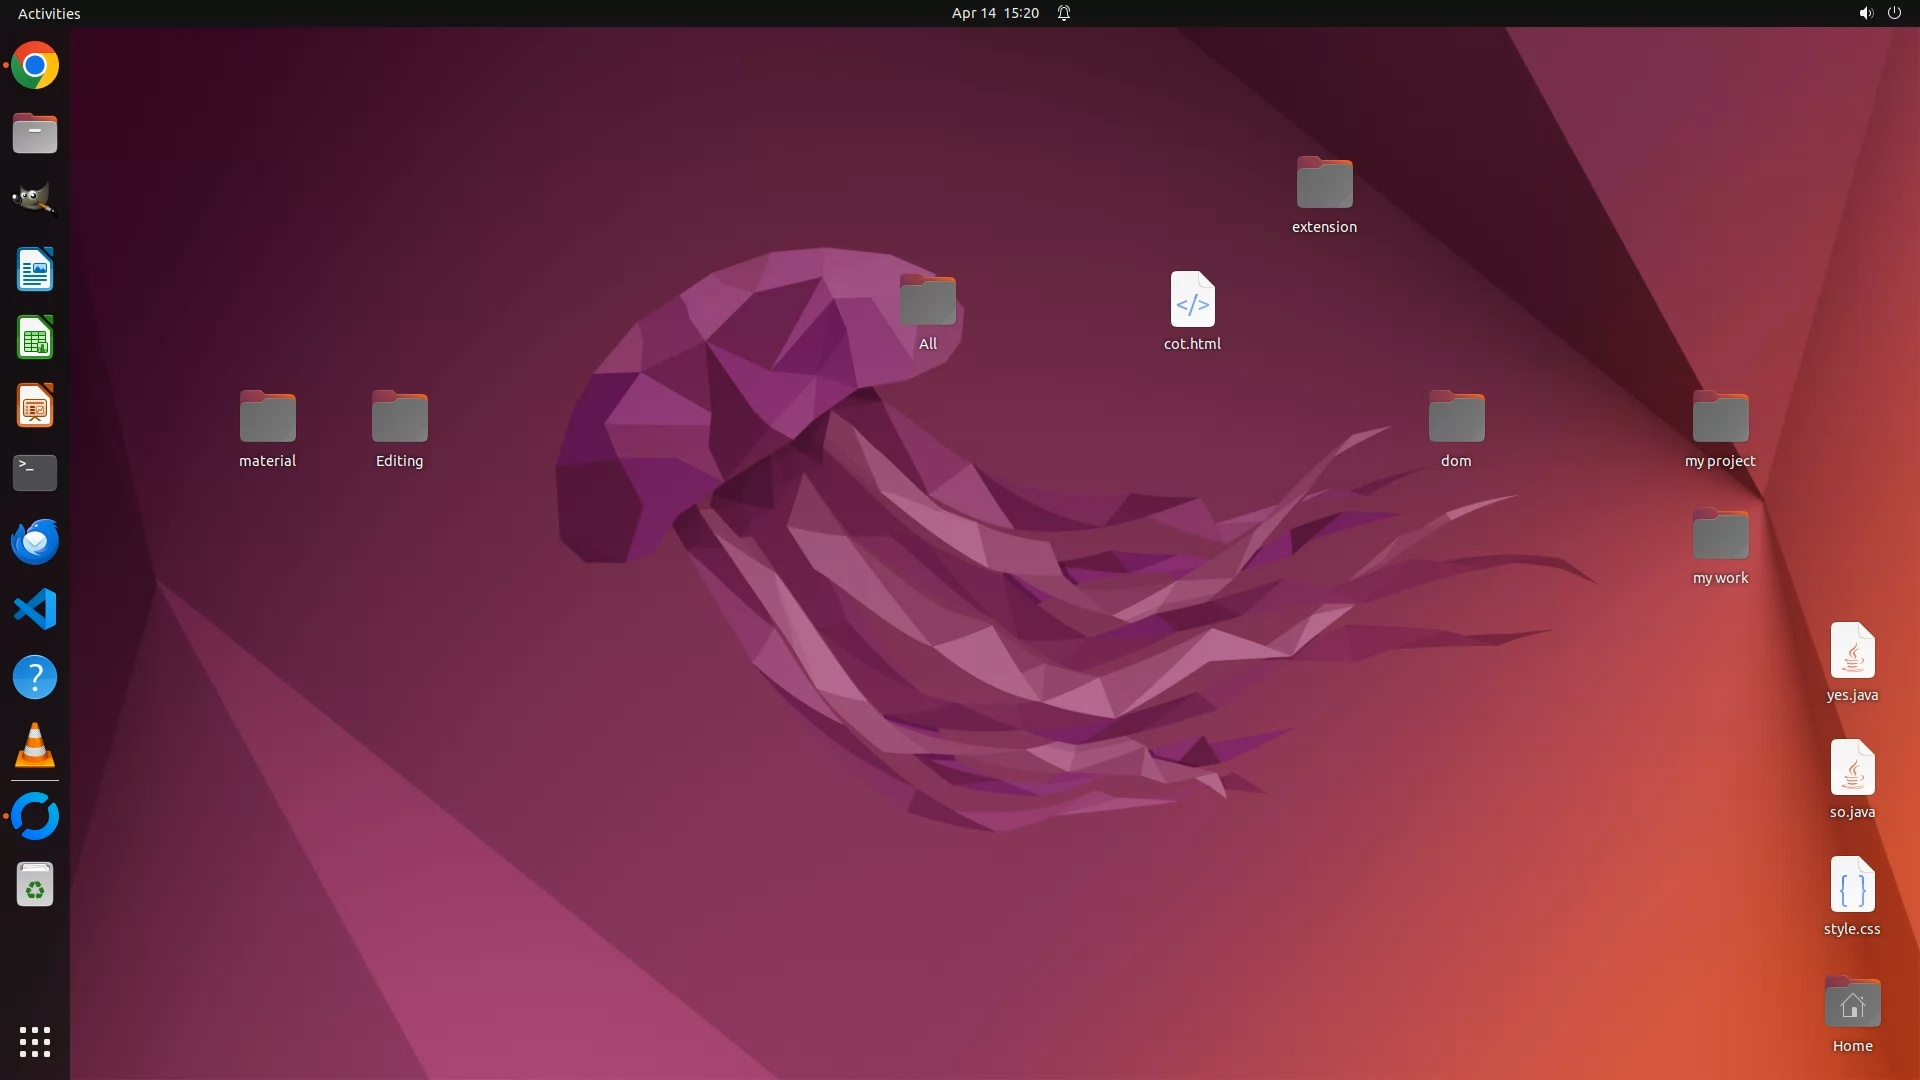 Activities
Apr 14 15:20
extension
All
cot.html
material
Editing
dom
my project
my work
yes.java
so.java
style.css
Home